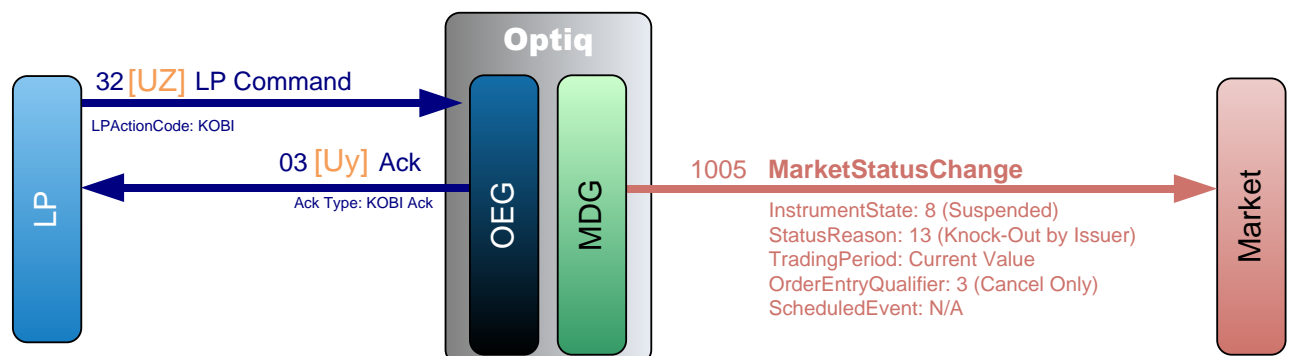 Optiq
32 [UZ] LP Command
LPActionCode: KOBI
03 [Uy] Ack
Ack Type: KOBI Ack
LP
OEG
MDG
1005 MarketStatusChange
InstrumentState: 8 (Suspended)
StatusReason: 13 (Knock-Out by Issuer)
TradingPeriod: Current Value
OrderEntryQualifier: 3 (Cancel Only)
ScheduledEvent: N/A
Market